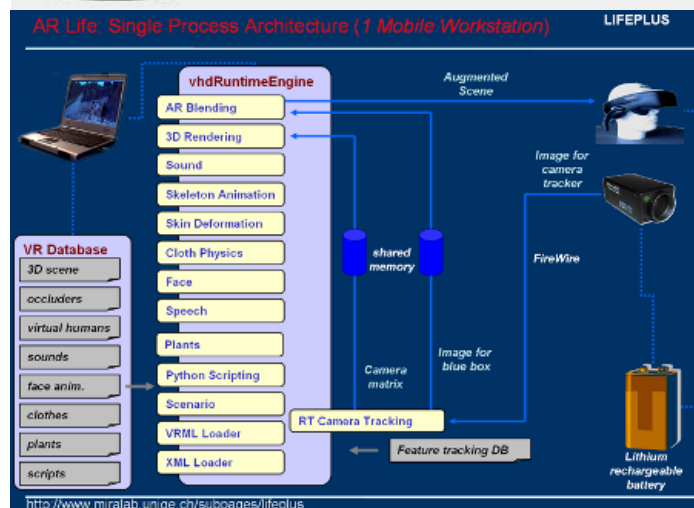 AR Life: Single Process Architecture (1 Mobile Workstation)
LIFEPLUS
vhdRuntimeEngine
AR Blending
3D Rendering
Sound
Skeleton Animation
Skin Deformation
Cloth Physics
Face
Speech
Plants
Python Scripting
Scenario
VRML Loader
XML Loader
VR Database
3D scene
occluders
virtual humans
sounds
face anim.
clothes
plants
scripts
Augmented
Scene
Image for
camera
tracker
FireWire
shared
memory
Camera
matrix
Image for
blue box
RT Camera Tracking
Feature tracking DB
Lithium
rechargeable
battery
http://www.miralab.unige.ch/subpages/lifeplus